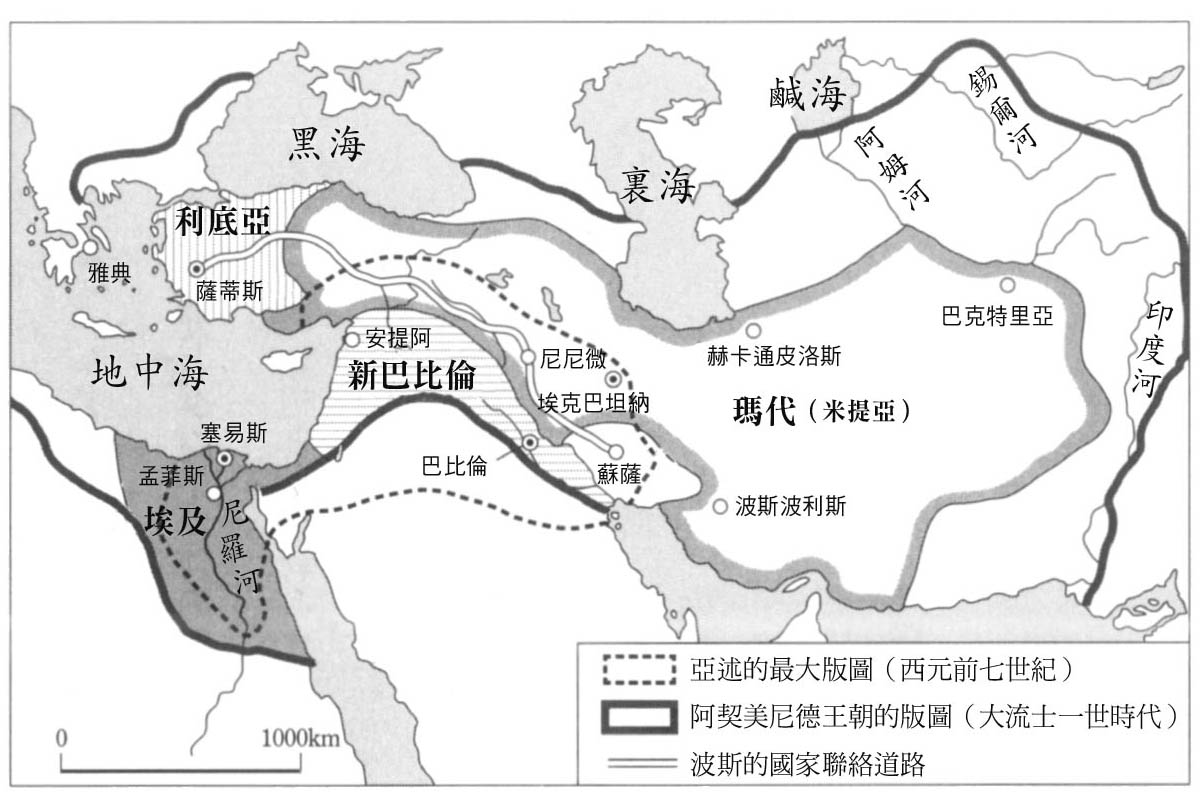 鹹海
錫爾河
黑海
阿姆河
裏海
利底亞
雅典
薩蒂斯
巴克特里亞
印度河
安提阿
尼尼微
赫卡通皮洛斯
地中海
新巴比倫
埃克巴坦納
瑪代（米提亞）
塞易斯
巴比倫
蘇薩
孟菲斯
波斯波利斯
埃及
尼羅河
亞述的最大版圖（西元前七世紀）
阿契美尼德王朝的版圖（大流士一世時代）
波斯的國家聯絡道路
0 1000km